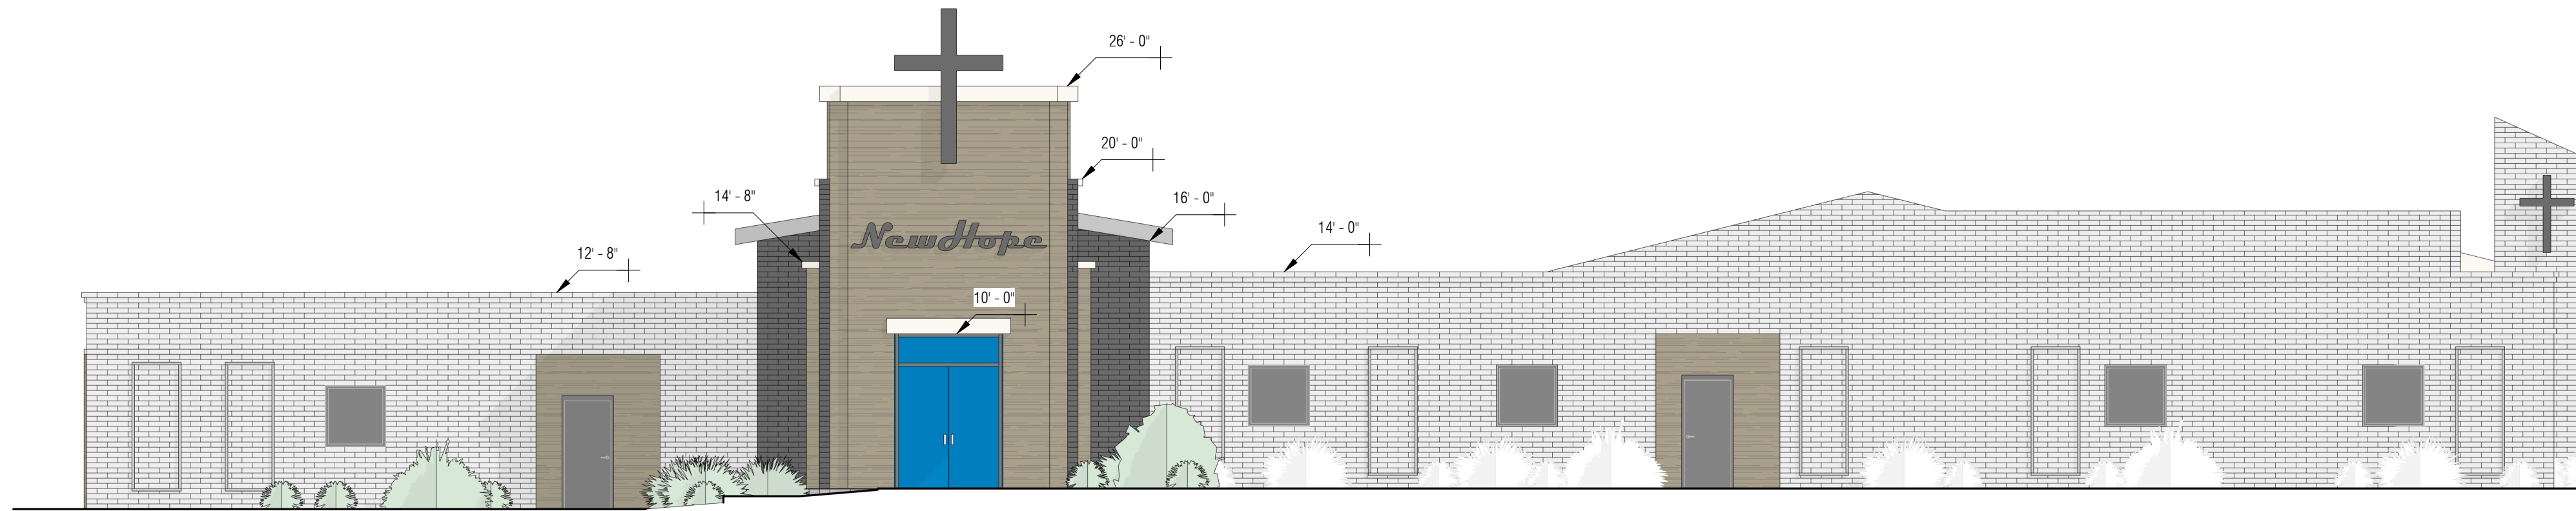 26' - 0"
20' - 0"
14' - 8"
16' - 0"
NewHope
14' - 0"
12' - 8"
10' - 0"